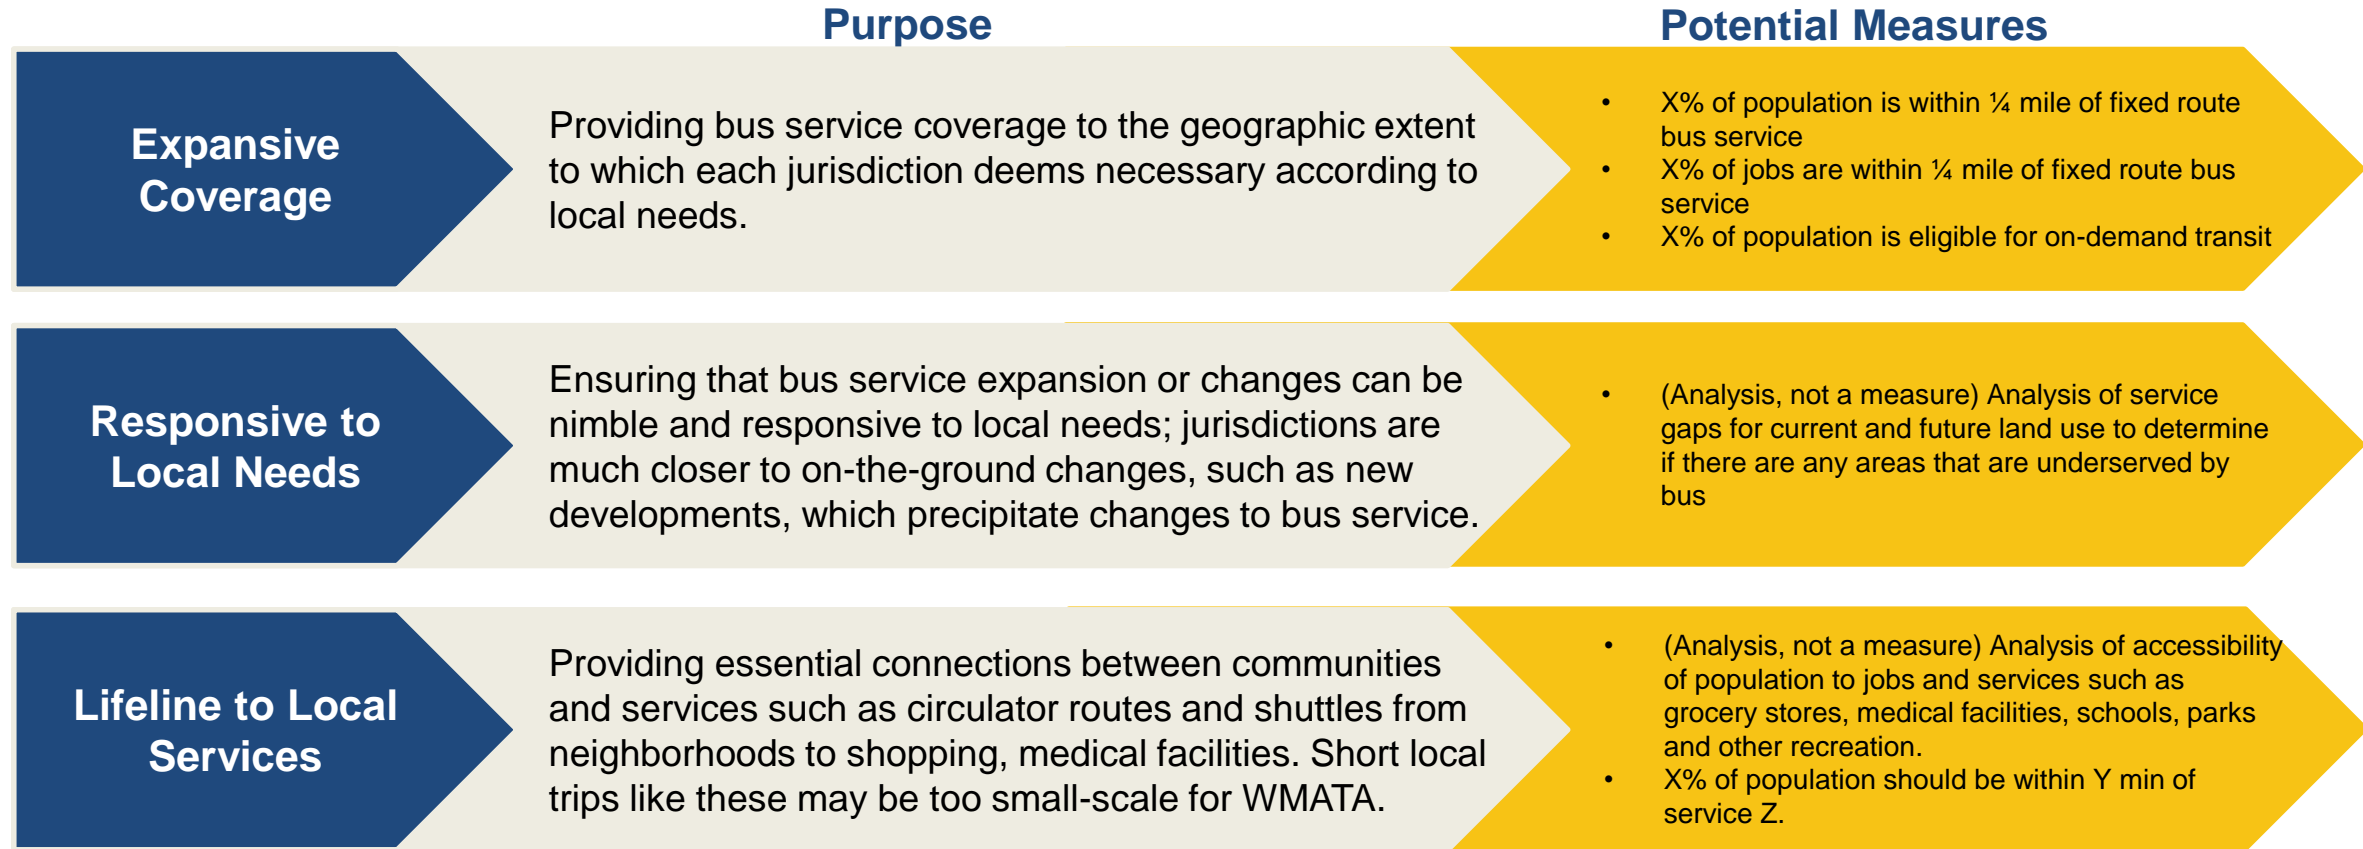 Purpose
Potential Measures
Expansive
Coverage
Providing bus service coverage to the geographic extent
to which each jurisdiction deems necessary according to
local needs.
• X% of population is within ¼ mile of fixed route
bus service
• X% of jobs are within ¼ mile of fixed route bus
service
• X% of population is eligible for on-demand transit
Responsive to
Local Needs
Ensuring that bus service expansion or changes can be
nimble and responsive to local needs; jurisdictions are
much closer to on-the-ground changes, such as new
developments, which precipitate changes to bus service.
• (Analysis, not a measure) Analysis of service
gaps for current and future land use to determine
if there are any areas that are underserved by
bus
Lifeline to Local
Services
Providing essential connections between communities
and services such as circulator routes and shuttles from
neighborhoods to shopping, medical facilities. Short local
trips like these may be too small-scale for WMATA.
• (Analysis, not a measure) Analysis of accessibility
of population to jobs and services such as
grocery stores, medical facilities, schools, parks
and other recreation.
• X% of population should be within Y min of
service Z.